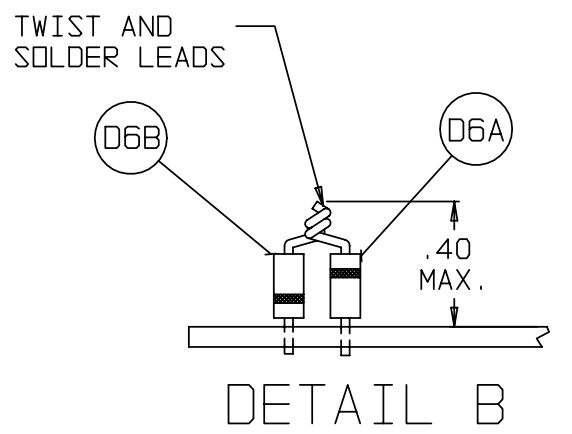 TWIST AND
SOLDER LEADS
D6B
D6A
.40
MAX.
DETAIL B